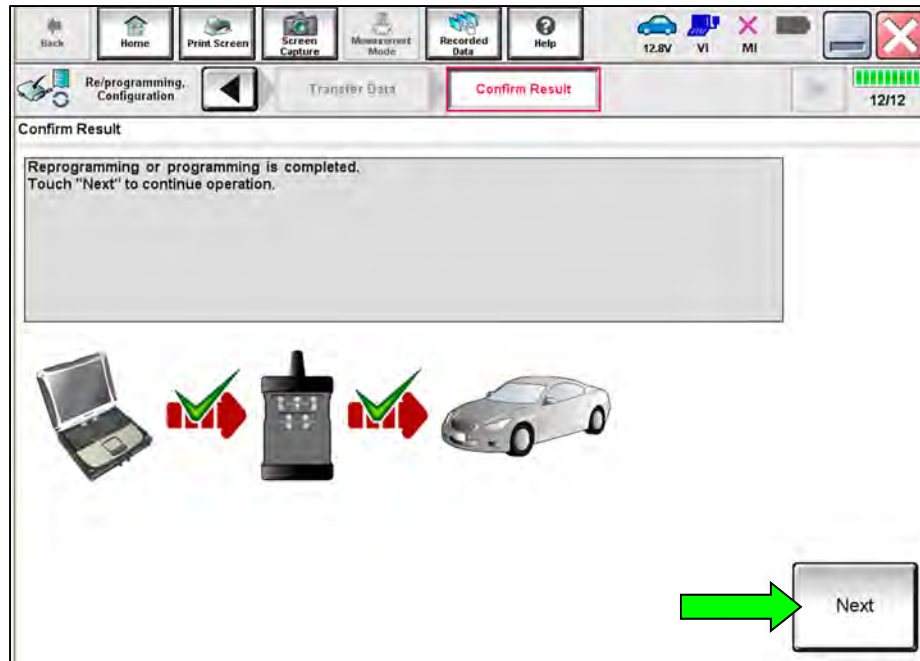 Back
Home
Print Screen
Screen
Capture
Measurement
Mode
Recorded
Data
Help
12.8V
VI
MI
Re/programming,
Configuration
Transfer Data
Confirm Result
12/12
Confirm Result
Reprogramming or programming is completed.
Touch "Next" to continue operation.
Next